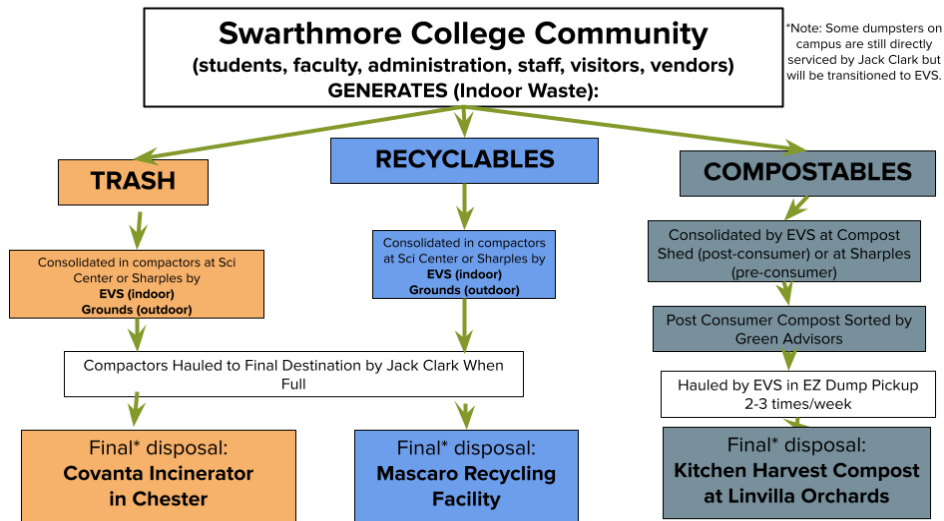 Swarthmore College Community
(students, faculty, administration, staff, visitors, vendors)
GENERATES (Indoor Waste):
*Note: Some dumpsters on
campus are still directly
serviced by Jack Clark but
will be transitioned to EVS.
TRASH
RECYCLABLES
COMPOSTABLES
Consolidated in compactors at Sci
Center or Sharples by
EVS (indoor)
Grounds (outdoor)
Consolidated in compactors
at Sci Center or Sharples by
EVS (indoor)
Grounds (outdoor)
Consolidated by EVS at Compost
Shed (post-consumer) or at Sharples
(pre-consumer)
Post Consumer Compost Sorted by
Green Advisors
Compactors Hauled to Final Destination by Jack Clark When
Full
Hauled by EVS in EZ Dump Pickup
2-3 times/week
Final* disposal:
Covanta Incinerator
in Chester
Final* disposal:
Mascaro Recycling
Facility
Final* disposal:
Kitchen Harvest Compost
at Linvilla Orchards